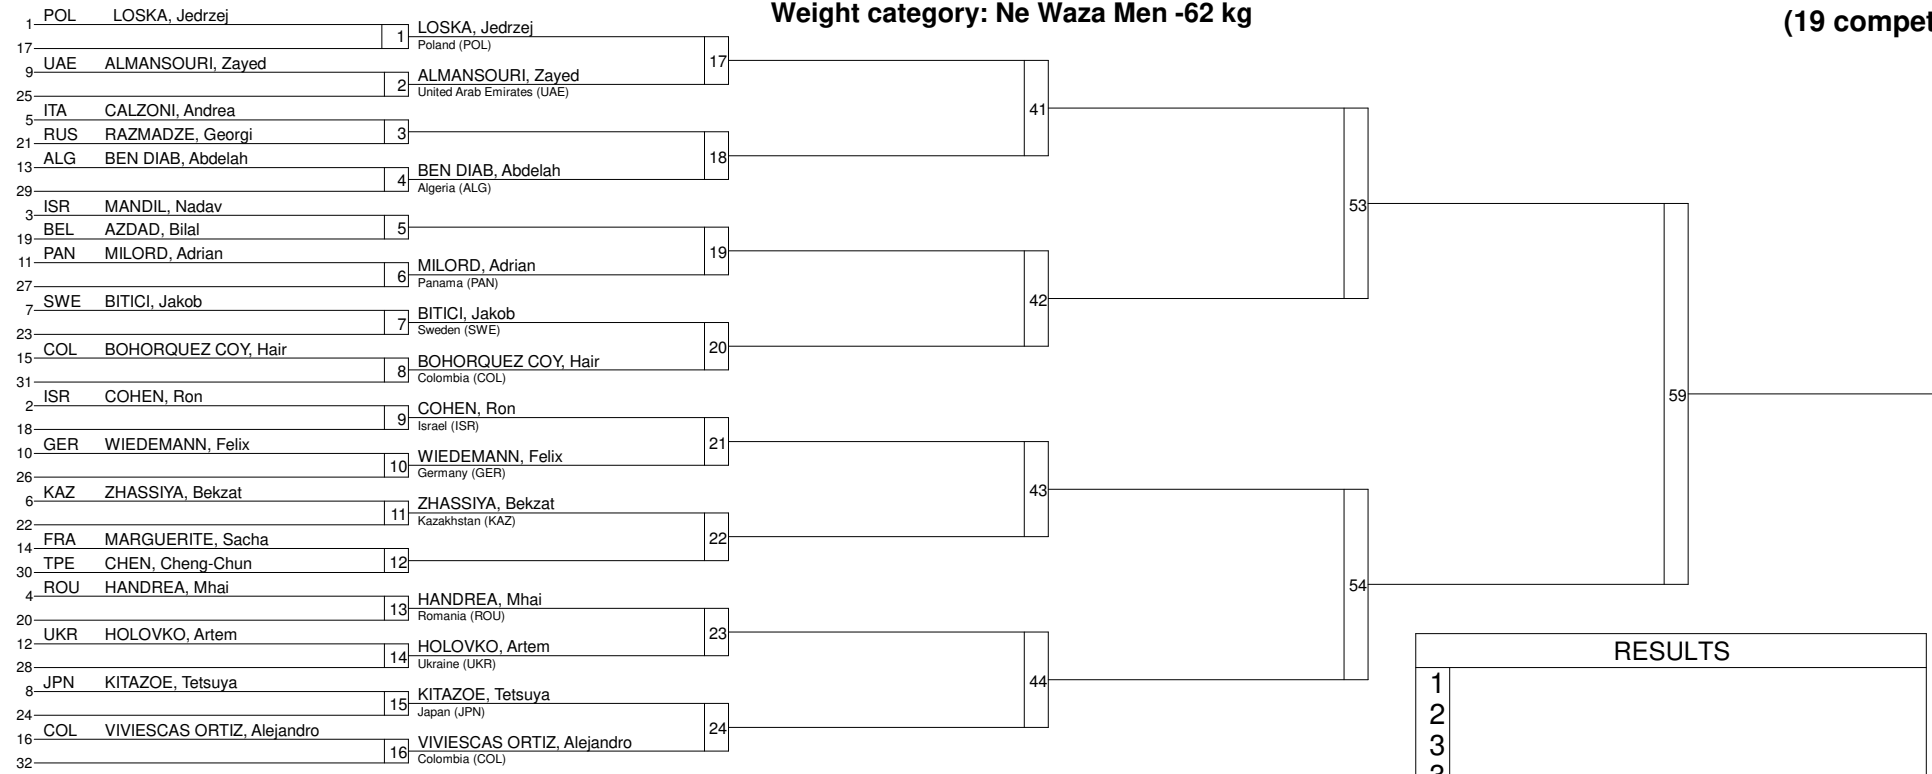 Weight category: Ne Waza Men -62 kg
(19 compet
1 POL LOSKA, Jedrzej
17
1 LOSKA, Jedrzej
Poland (POL)
9 UAE ALMANSOURI, Zayed
25
2 ALMANSOURI, Zayed
United Arab Emirates (UAE)
17
5 ITA CALZONI, Andrea
21 RUS RAZMADZE, Georgi
3
13 ALG BEN DIAB, Abdelah
29
4 BEN DIAB, Abdelah
Algeria (ALG)
18
41
3 ISR MANDIL, Nadav
19 BEL AZDAD, Bilal
5
11 PAN MILORD, Adrian
27
6 MILORD, Adrian
Panama (PAN)
19
7 SWE BITICI, Jakob
23
7 BITICI, Jakob
Sweden (SWE)
15 COL BOHORQUEZ COY, Hair
31
8 BOHORQUEZ COY, Hair
Colombia (COL)
20
42
53
2 ISR COHEN, Ron
18
9 COHEN, Ron
Israel (ISR)
10 GER WIEDEMANN, Felix
26
10 WIEDEMANN, Felix
Germany (GER)
21
6 KAZ ZHASSIYA, Bekzat
22
11 ZHASSIYA, Bekzat
Kazakhstan (KAZ)
14 FRA MARGUERITE, Sacha
30 TPE CHEN, Cheng-Chun
12
22
43
4 ROU HANDREA, Mhai
20
13 HANDREA, Mhai
Romania (ROU)
12 UKR HOLOVKO, Artem
28
14 HOLOVKO, Artem
Ukraine (UKR)
23
8 JPN KITAZOE, Tetsuya
24
15 KITAZOE, Tetsuya
Japan (JPN)
16 COL VIVIESCAS ORTIZ, Alejandro
32
16 VIVIESCAS ORTIZ, Alejandro
Colombia (COL)
24
44
54
59
RESULTS
1
2
3
3